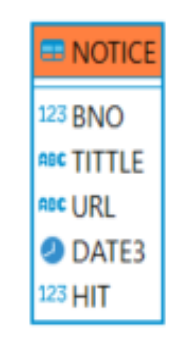 NOTICE
123 BNO
ABC TITTLE
ABC URL
DATE3
123 HIT